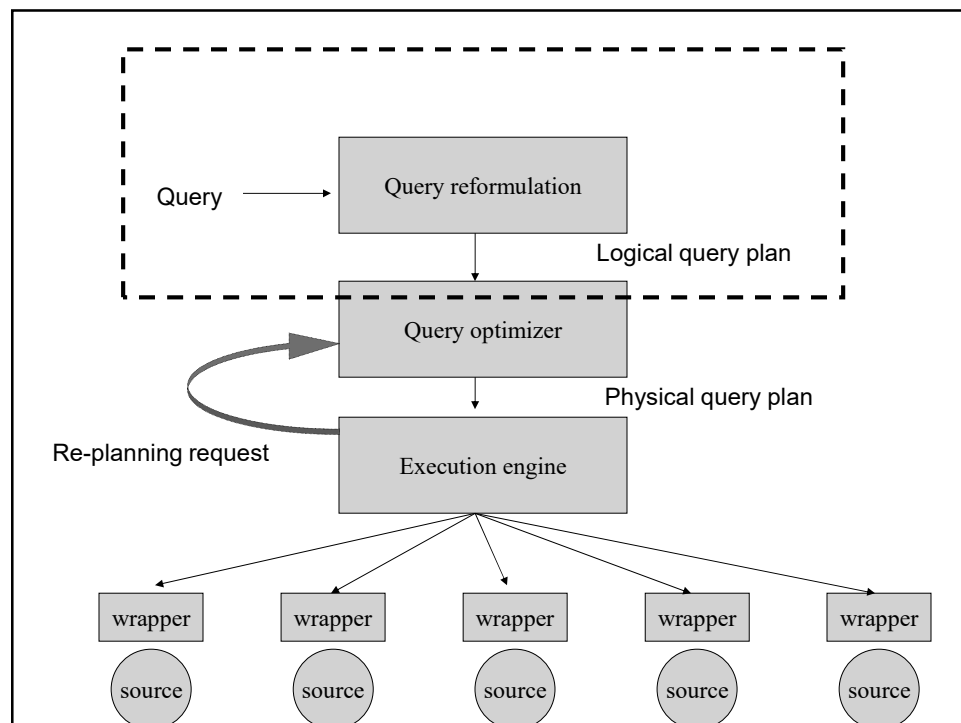 Query reformulation
Query
Logical query plan
Query optimizer
Physical query plan
Re-planning request
Execution engine
wrapper wrapper wrapper wrapper wrapper
source source source source source